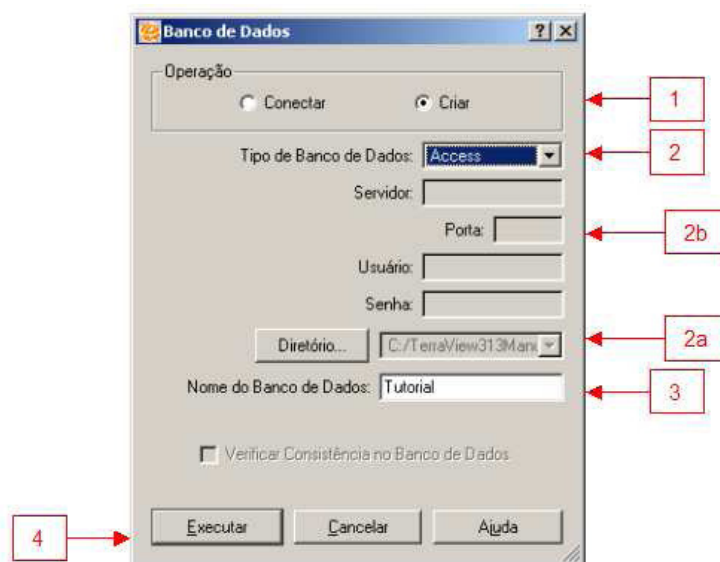 Banco de Dados
Operação
Conectar
Criar
1
Tipo de Banco de Dados: Access
2
Servidor:
Porta:
2b
Usuário:
Senha:
Diretório... C:/TerraView313Manu
2a
Nome do Banco de Dados: Tutorial
3
Verificar Consistência no Banco de Dados
Executar
Cancelar
Ajuda
4